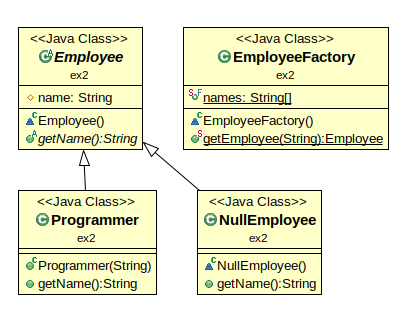 <<Java Class>>
Employee
ex2
name: String
Employee()
getName():String
<<Java Class>>
EmployeeFactory
ex2
names: String[]
EmployeeFactory()
getEmployee(String):Employee
<<Java Class>>
Programmer
ex2
Programmer(String)
getName():String
<<Java Class>>
NullEmployee
ex2
NullEmployee()
getName():String